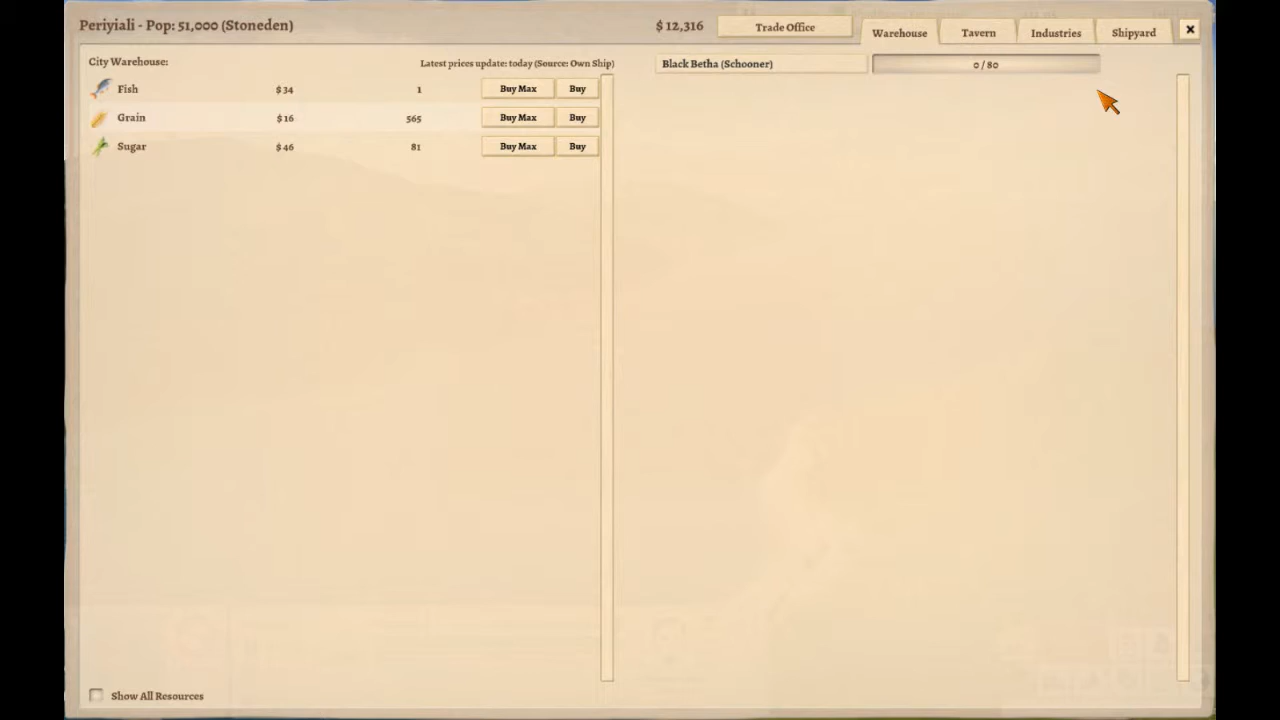 Periyiali - Pop: 51,000 (Stoneden) $ 12,316 Trade Office Warehouse Tavern Industries Shipyard
City Warehouse: Latest prices update: today (Source: Own Ship) Black Betha (Schooner) 0 / 80
Fish $ 34 1 Buy Max Buy
Grain $ 16 565 Buy Max Buy
Sugar $ 46 81 Buy Max Buy
Show All Resources